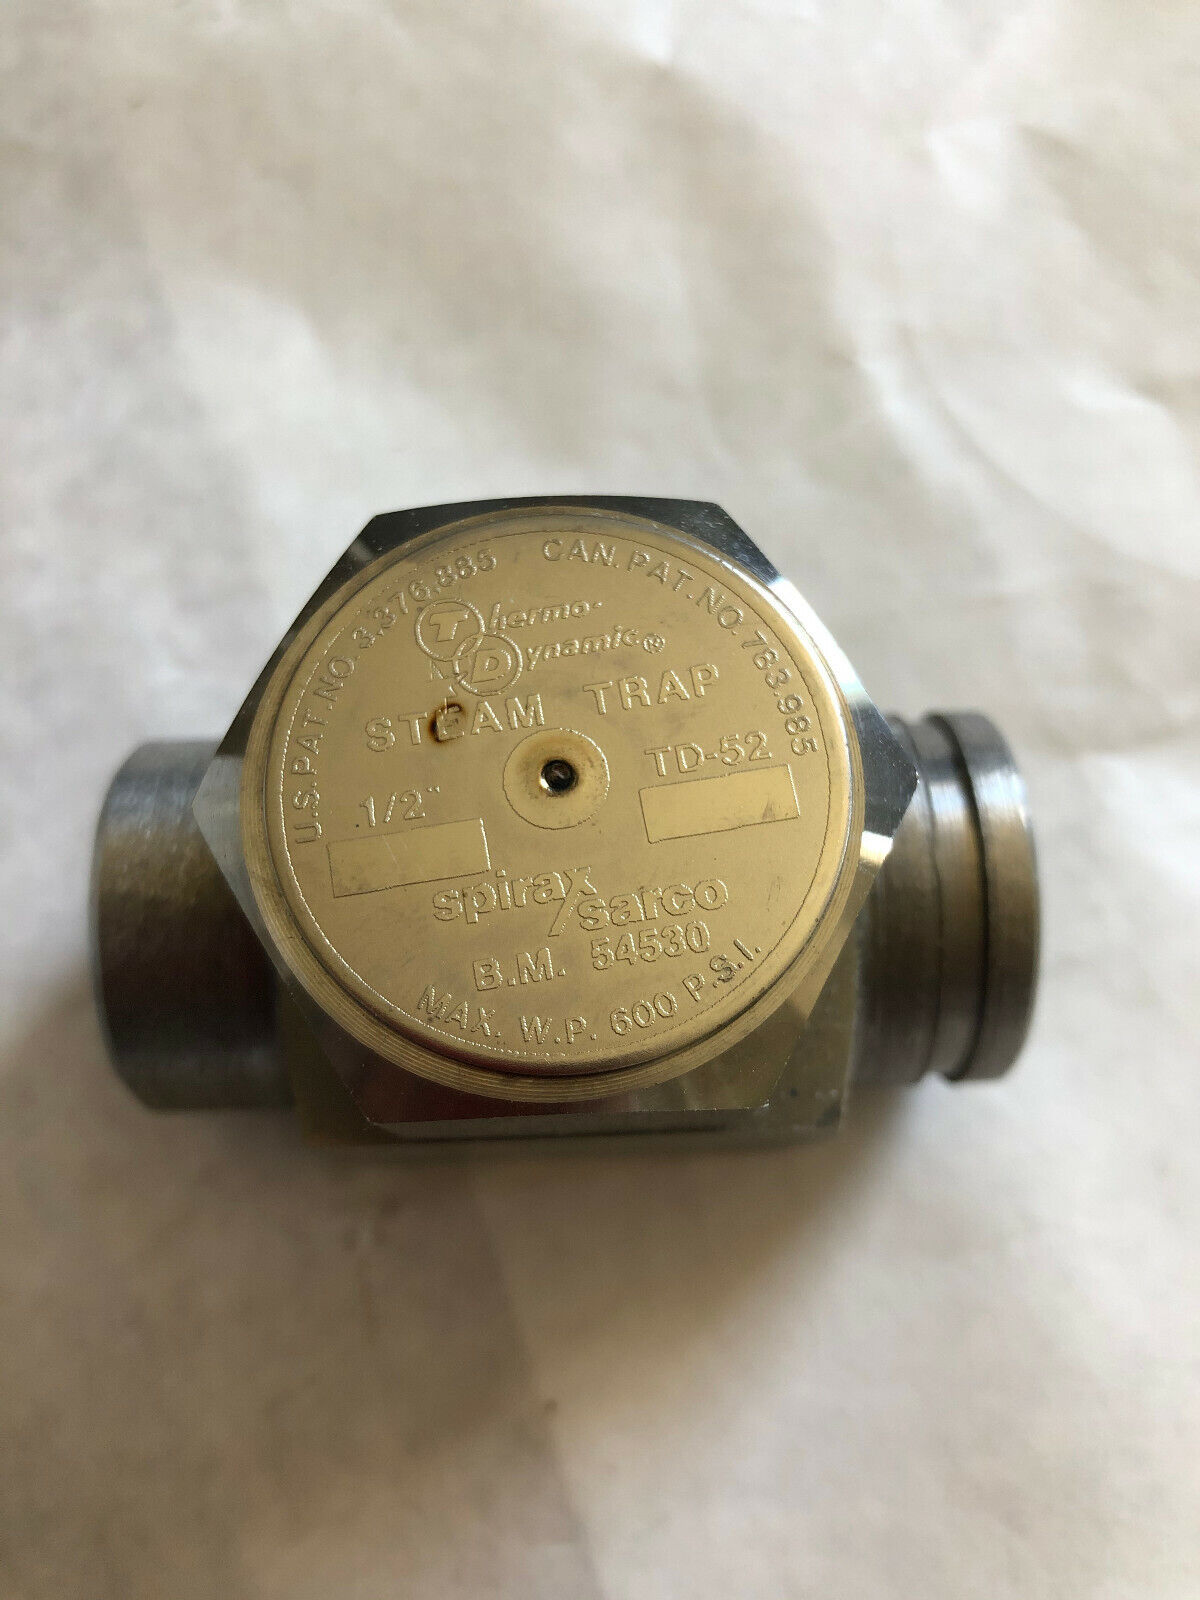 U.S. PAT. NO. 3,376,885 CAN. PAT. NO. 783,985
Thermo-
Dynamic®
STEAM TRAP
1/2" TD-52
spirax/sarco
B.M. 54530
MAX. W.P. 600 P.S.I.